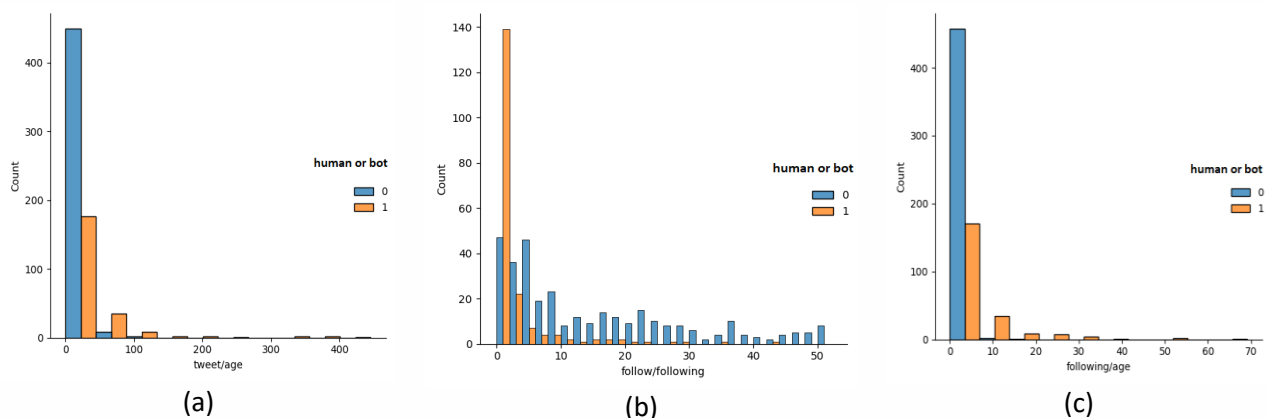 400
300
200
100
0
Count
0 100 200 300 400
tweet/age
human or bot
0
1
(a)
140
120
100
80
60
40
20
0
Count
0 10 20 30 40 50
follow/following
human or bot
0
1
(b)
400
300
200
100
0
Count
0 10 20 30 40 50 60 70
following/age
human or bot
0
1
(c)